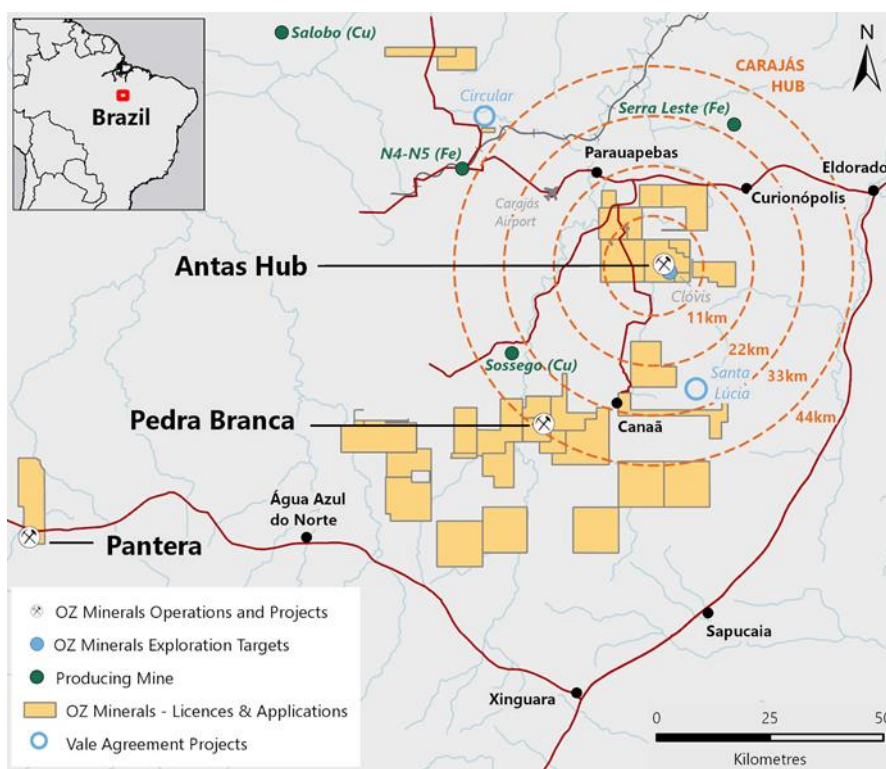 Salobo (Cu)
N
CARAJÁS
HUB
Circular
Serra Leste (Fe)
Brazil
N4-N5 (Fe)
Parauapebas
Eldorado
Carajás
Airport
Curionópolis
Antas Hub
Clóvis
11km
22km
Sossego (Cu)
Santa
Lúcia
33km
Pedra Branca
Canaã
44km
Água Azul
do Norte
Pantera
OZ Minerals Operations and Projects
OZ Minerals Exploration Targets
Sapucaia
Producing Mine
Xinguara
OZ Minerals - Licences & Applications
0 25 50
Vale Agreement Projects
Kilometres